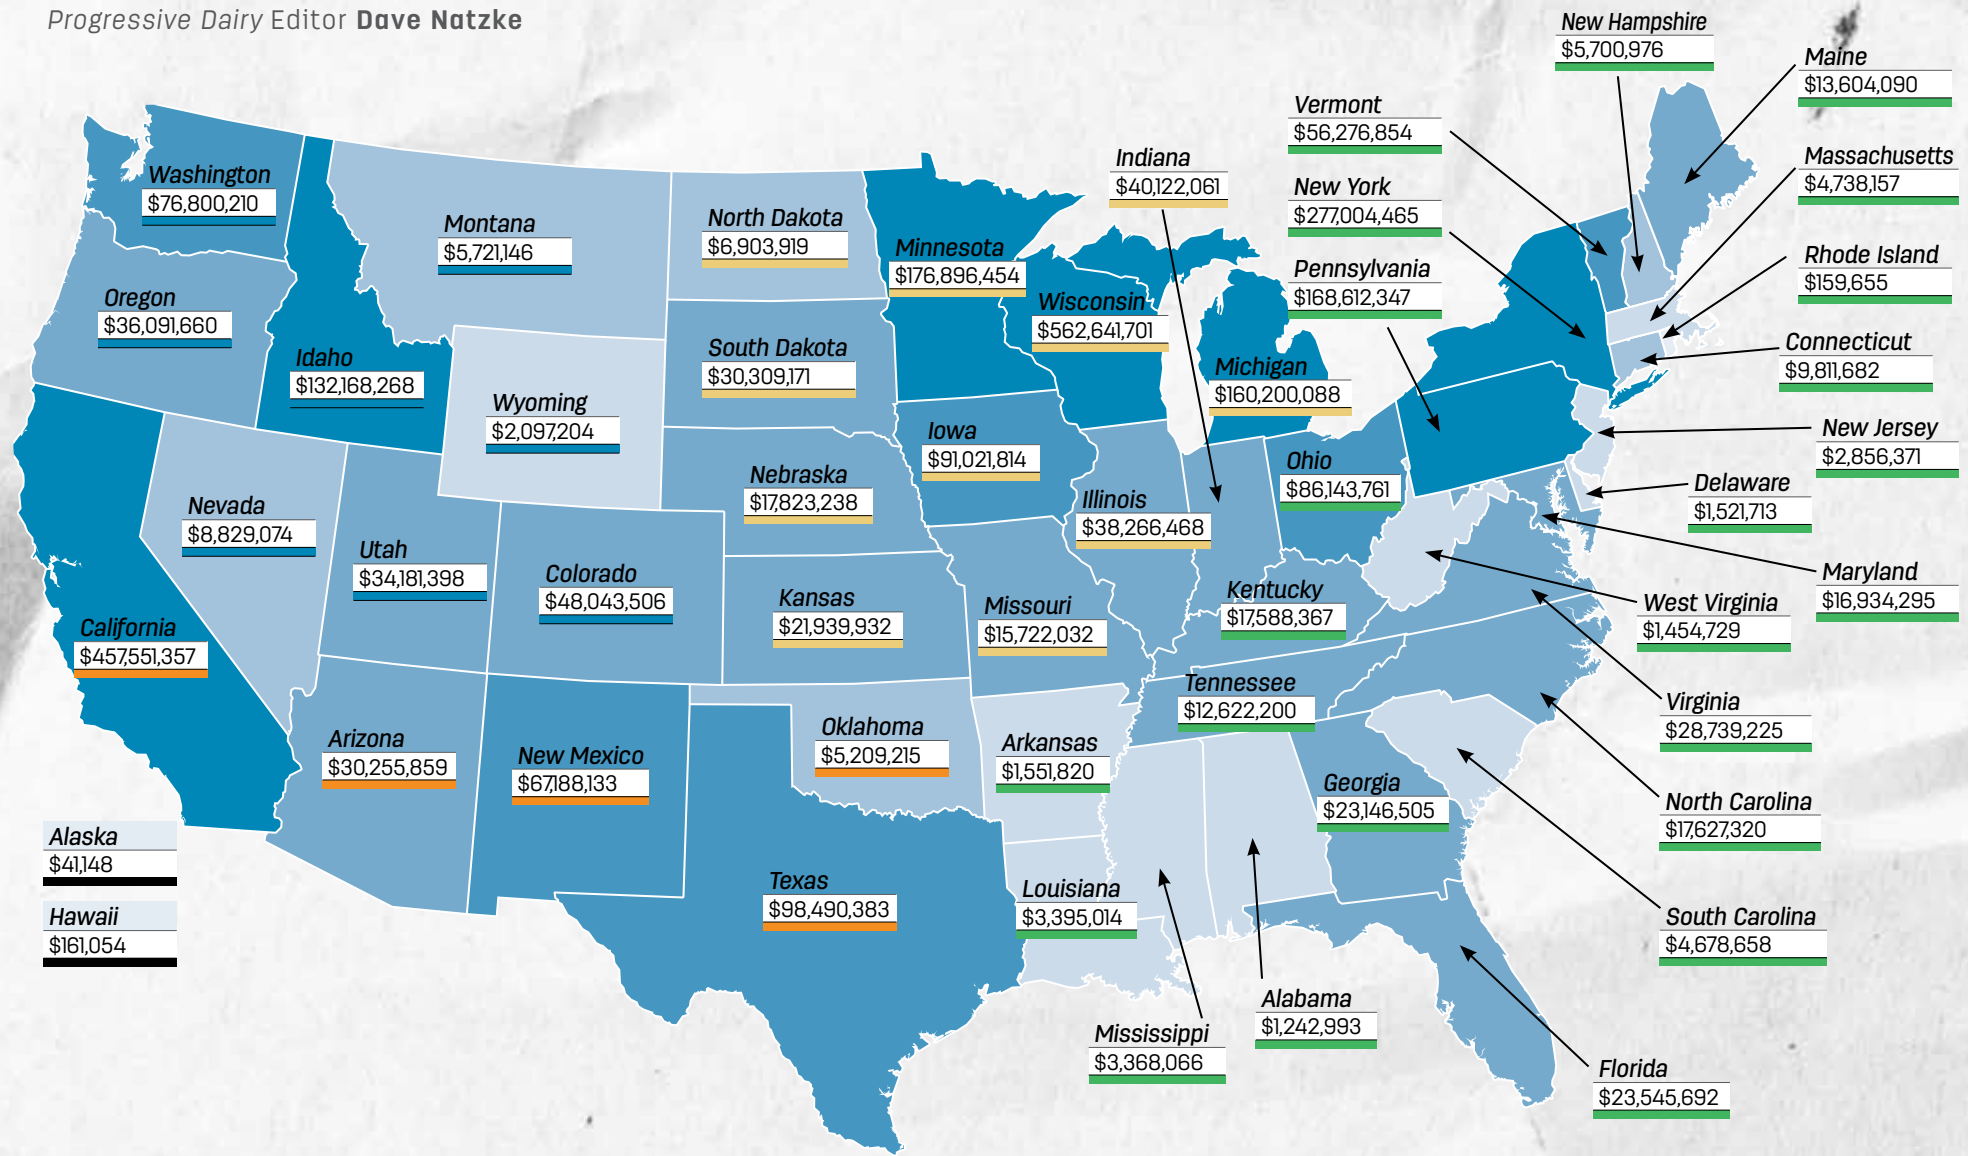 Progressive Dairy Editor Dave Natzke
New Hampshire
$5,700,976
Maine
$13,604,090
Vermont
$56,276,854
Massachusetts
$4,738,157
Indiana
$40,122,061
New York
$277,004,465
Rhode Island
$159,655
Pennsylvania
$168,612,347
Connecticut
$9,811,682
New Jersey
$2,856,371
Delaware
$1,521,713
Maryland
$16,934,295
West Virginia
$1,454,729
Virginia
$28,739,225
North Carolina
$17,627,320
South Carolina
$4,678,658
Florida
$23,545,692
Washington
$76,800,210
Montana
$5,721,146
North Dakota
$6,903,919
Minnesota
$176,896,454
Wisconsin
$562,641,701
Michigan
$160,200,088
Oregon
$36,091,660
Idaho
$132,168,268
Wyoming
$2,097,204
South Dakota
$30,309,171
Iowa
$91,021,814
Nebraska
$17,823,238
Illinois
$38,266,468
Ohio
$86,143,761
Nevada
$8,829,074
Utah
$34,181,398
Colorado
$48,043,506
Kansas
$21,939,932
Missouri
$15,722,032
Kentucky
$17,588,367
California
$457,551,357
Arizona
$30,255,859
New Mexico
$67,188,133
Oklahoma
$5,209,215
Arkansas
$1,551,820
Tennessee
$12,622,200
Georgia
$23,146,505
Alaska
$41,148
Hawaii
$161,054
Texas
$98,490,383
Louisiana
$3,395,014
Mississippi
$3,368,066
Alabama
$1,242,993